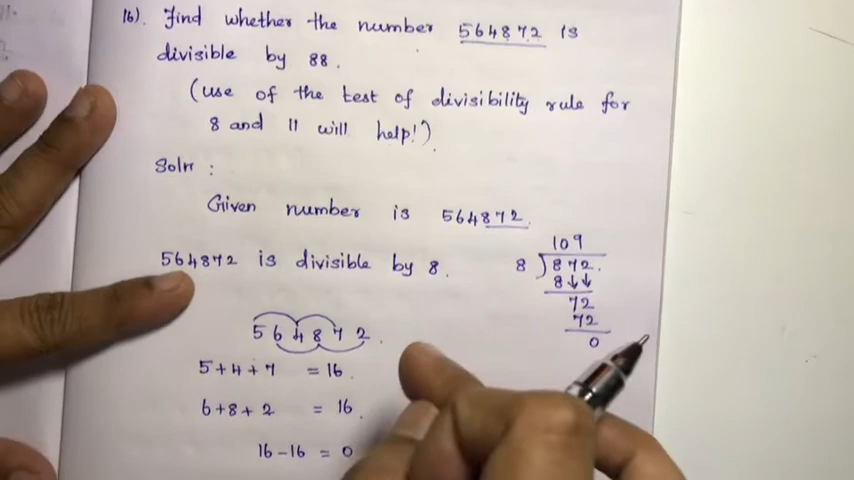 16). Find whether the number 564872 is
divisible by 88.
(use of the test of divisibility rule for
8 and 11 will help!)
Soln :
Given number is 564872.
564872 is divisible by 8.
109
8 ) 872.
8↓↓
72
72
0
564872.
5+4+7 = 16.
6+8+2 = 16.
16-16 = 0